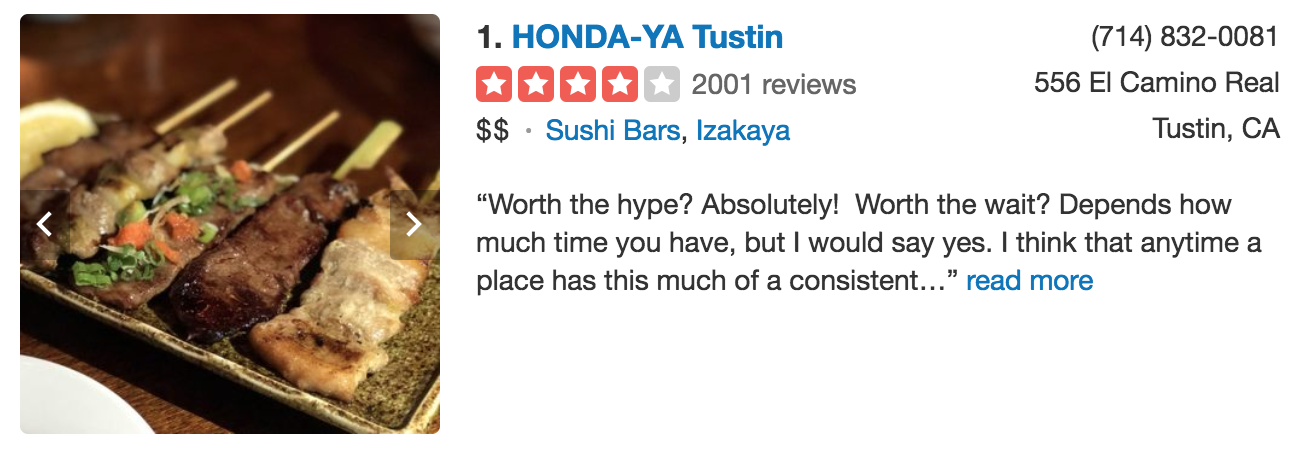 1. HONDA-YA Tustin
2001 reviews
$$ · Sushi Bars, Izakaya
(714) 832-0081
556 El Camino Real
Tustin, CA
“Worth the hype? Absolutely!  Worth the wait? Depends how
much time you have, but I would say yes. I think that anytime a
place has this much of a consistent…” read more